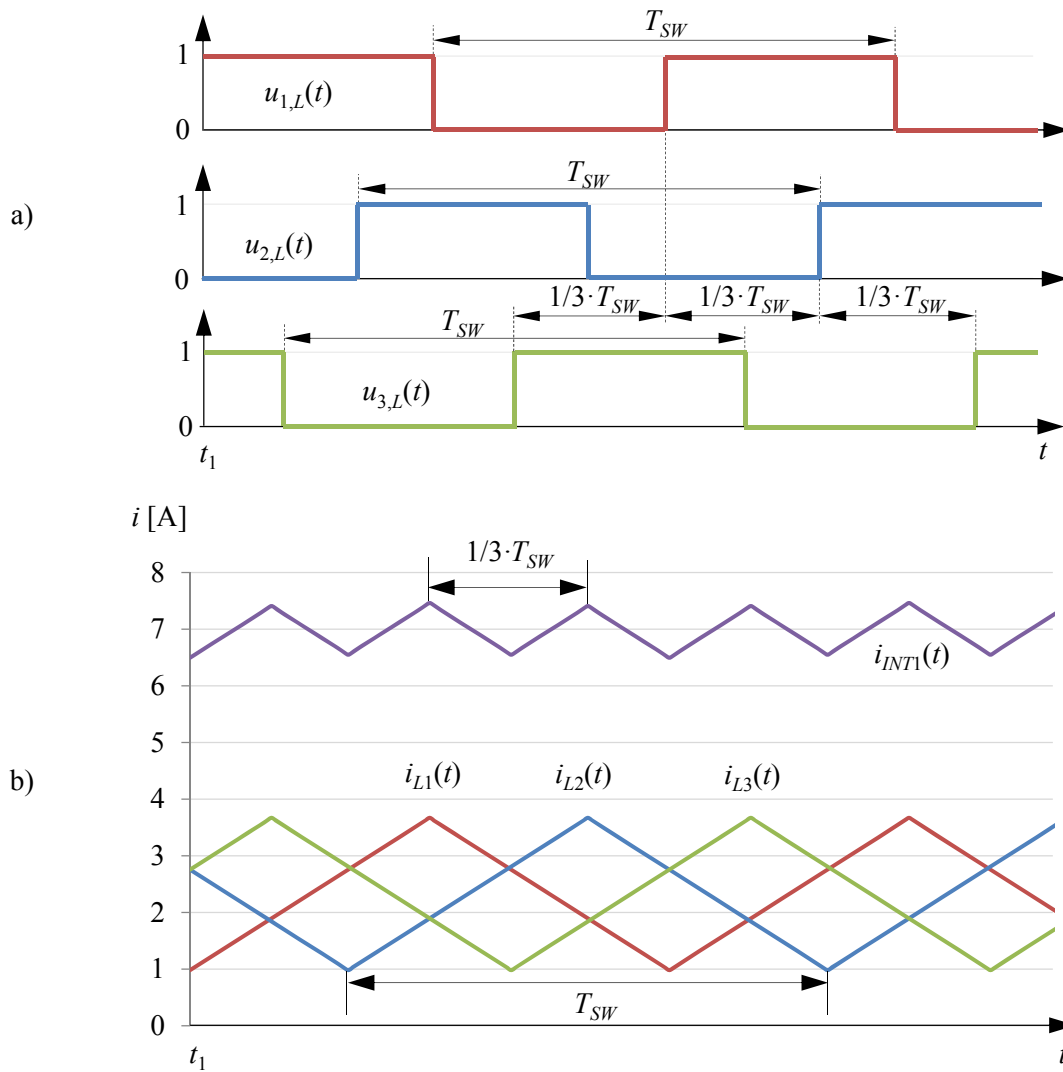 a)
T_SW
1
u_1,L(t)
0
T_SW
1
u_2,L(t)
0
1/3·T_SW 1/3·T_SW 1/3·T_SW
T_SW
1
u_3,L(t)
0
t_1 t
b)
i [A]
1/3·T_SW
8
7
i_INT1(t)
6
5
i_L1(t) i_L2(t) i_L3(t)
4
3
2
1
T_SW
0
t_1 t